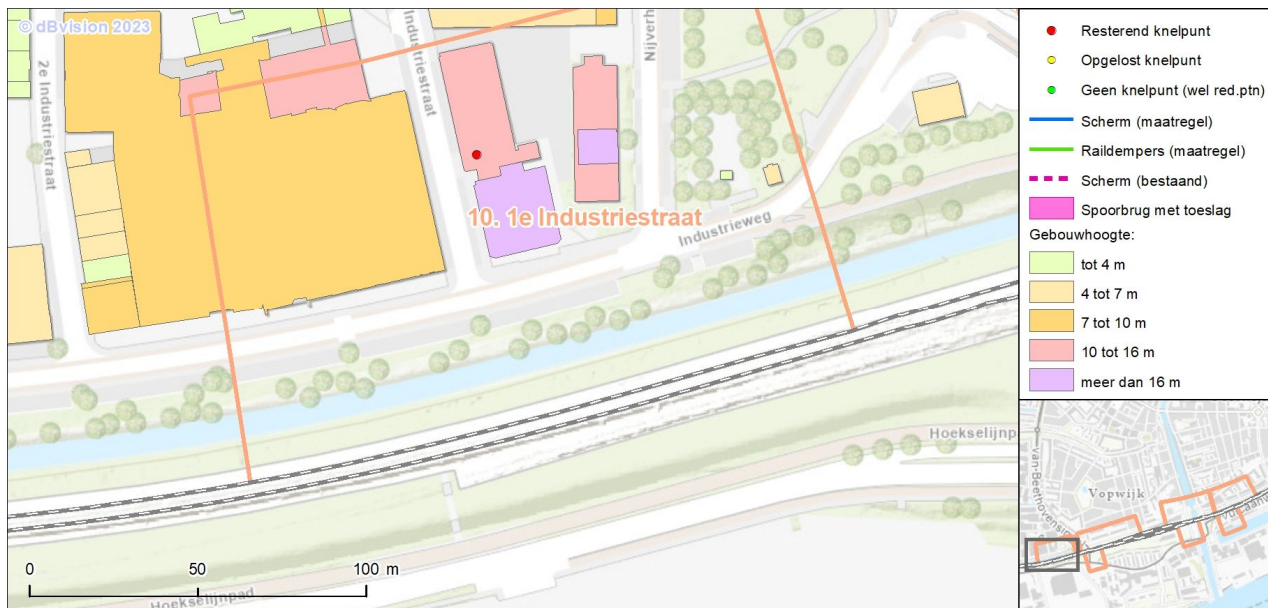 © dBvision 2023
2e Industriestraat
Industriestraat
Nijverh
10. 1e Industriestraat
Industrieweg
Hoekselijnp
Hoekselijnpad
0 50 100 m
Resterend knelpunt
Opgelost knelpunt
Geen knelpunt (wel red.ptn)
Scherm (maatregel)
Raildempers (maatregel)
Scherm (bestaand)
Spoorbrug met toeslag
Gebouwhoogte:
tot 4 m
4 tot 7 m
7 tot 10 m
10 tot 16 m
meer dan 16 m
Vopwijk